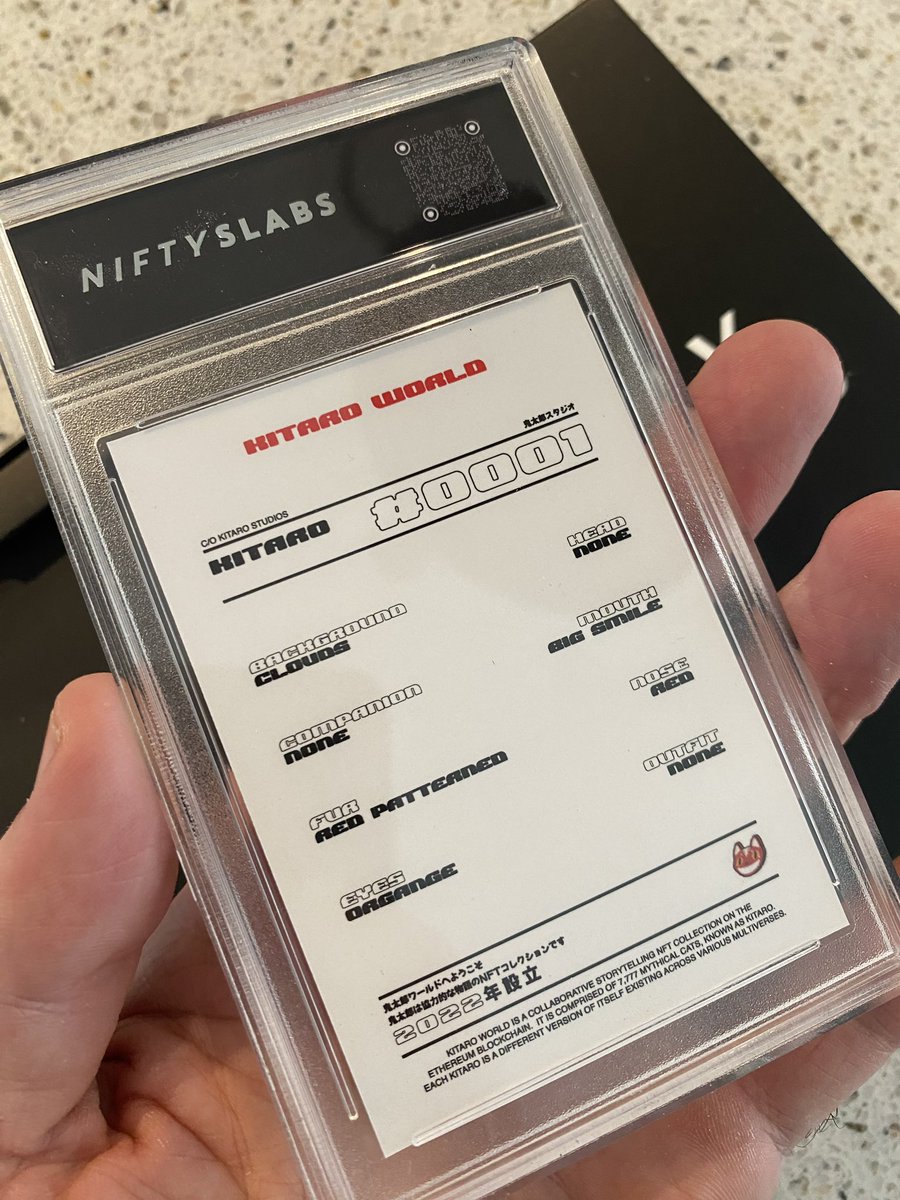 NIFTYSLABS
KITARO WORLD
鬼太郎スタジオ
C/O KITARO STUDIOS
KITARO #0001
HEAD
NONE
BACKGROUND
CLOUDS
MOUTH
BIG SMILE
COMPANION
NONE
NOSE
RED
FUR
RED PATTERNED
OUTFIT
NONE
EYES
ORGANGE
鬼太郎ワールドへようこそ
鬼太郎は協力的な物語のNFTコレクションです
2022年設立
KITARO WORLD IS A COLLABORATIVE STORYTELLING NFT COLLECTION ON THE
ETHEREUM BLOCKCHAIN. IT IS COMPRISED OF 7,777 MYTHICAL CATS, KNOWN AS KITARO.
EACH KITARO IS A DIFFERENT VERSION OF ITSELF EXISTING ACROSS VARIOUS MULTIVERSES.